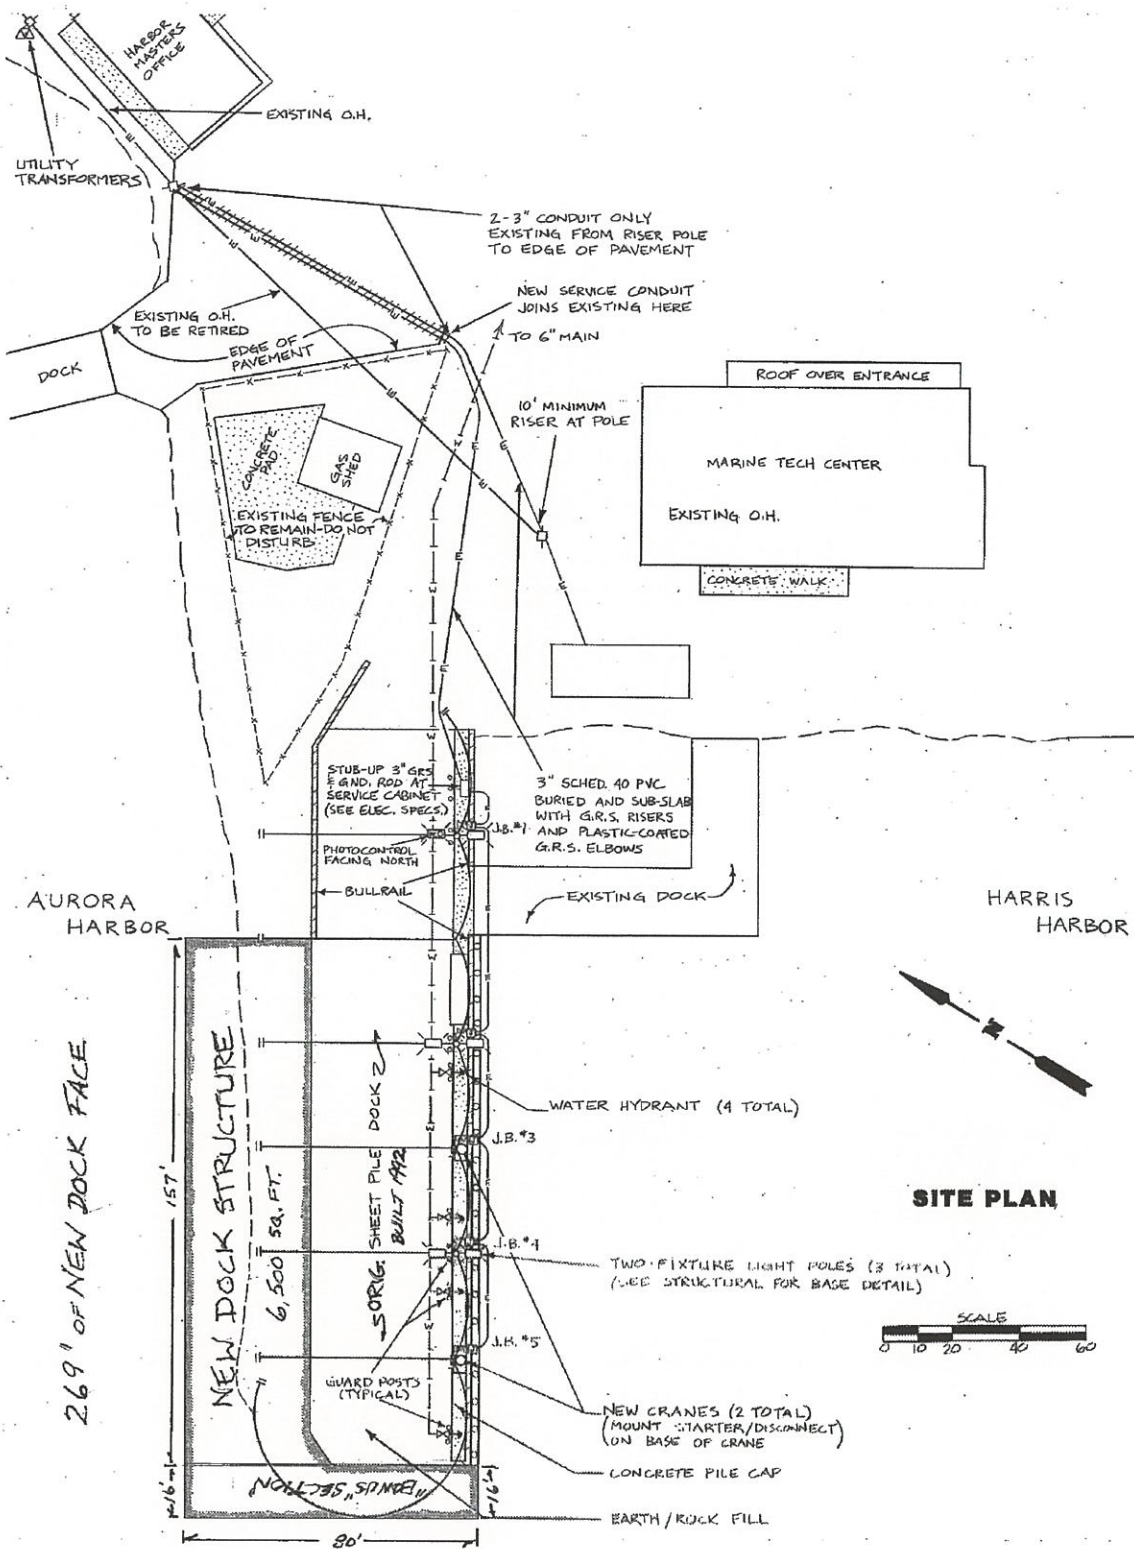 HARBOR
MASTERS
OFFICE
EXISTING O.H.
UTILITY
TRANSFORMERS
2-3" CONDUIT ONLY
EXISTING FROM RISER POLE
TO EDGE OF PAVEMENT
NEW SERVICE CONDUIT
JOINS EXISTING HERE
TO 6" MAIN
EXISTING O.H.
TO BE RETIRED
EDGE OF
PAVEMENT
DOCK
ROOF OVER ENTRANCE
10' MINIMUM
RISER AT POLE
MARINE TECH CENTER
EXISTING O.H.
CONCRETE WALK
CONCRETE
PAD
GAS
SHED
EXISTING FENCE
TO REMAIN-DO NOT
DISTURB
STUB-UP 3" GRS
& GND. ROD AT
SERVICE CABINET
(SEE ELEC. SPECS.)
3" SCHED. 40 PVC
BURIED AND SUB-SLAB
WITH G.R.S. RISERS
AND PLASTIC-COATED
G.R.S. ELBOWS
J.B.#1
PHOTOCONTROL
FACING NORTH
BULLRAIL
EXISTING DOCK
AURORA
HARBOR
HARRIS
HARBOR
N
269" OF NEW DOCK FACE
157'
NEW DOCK STRUCTURE
6,500 SQ. FT.
ORIG. SHEET PILE DOCK
BUILT 1992
WATER HYDRANT (4 TOTAL)
J.B.#3
SITE PLAN
J.B.#4
TWO-FIXTURE LIGHT POLES (3 TOTAL)
(SEE STRUCTURAL FOR BASE DETAIL)
SCALE
0 10 20 40 60
J.B.#5
GUARD POSTS
(TYPICAL)
NEW CRANES (2 TOTAL)
(MOUNT STARTER/DISCONNECT)
ON BASE OF CRANE
CONCRETE PILE CAP
"BONUS" SECTION
16'
16'
EARTH/ROCK FILL
80'